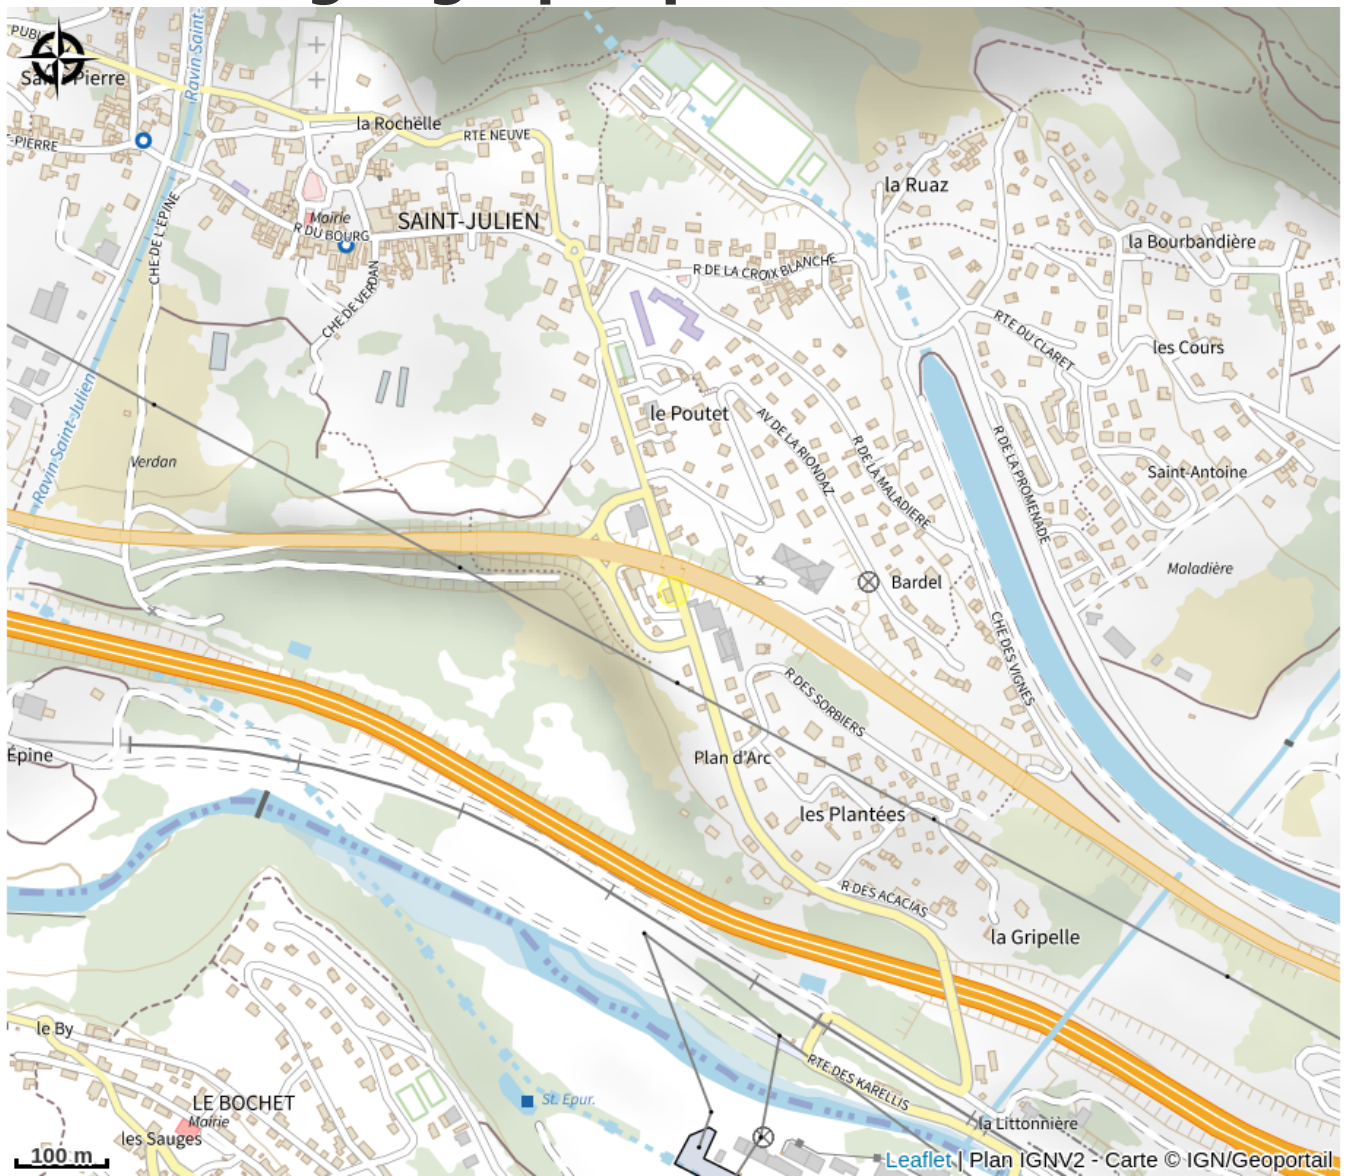 Ravin Saint-
la Rochelle
RTE NEUVE
-PIERRE
la Ruaz
Mairie
SAINT-JULIEN
R DU BOURG
CHE DE L'EPINE
la Bourbandière
R DE LA CROIX BLANCHE
CHE DE VERDAN
RTE DU CLARET
les Cours
le Poutet
AV DE LA RIONDAZ
R DE LA MALADIERE
R DE LA PROMENADE
Ravin Saint-Julien
Verdan
Saint-Antoine
Maladière
Bardel
CHE DES VIGNES
R DES SORBIERS
Épine
Plan d'Arc
les Plantées
R DES ACACIAS
la Gripelle
le By
RTE DES KARELLIS
LE BOCHET
Mairie
St. Epur.
les Sauges
la Littonnière
100 m
Leaflet | Plan IGNV2 - Carte © IGN/Geoportail